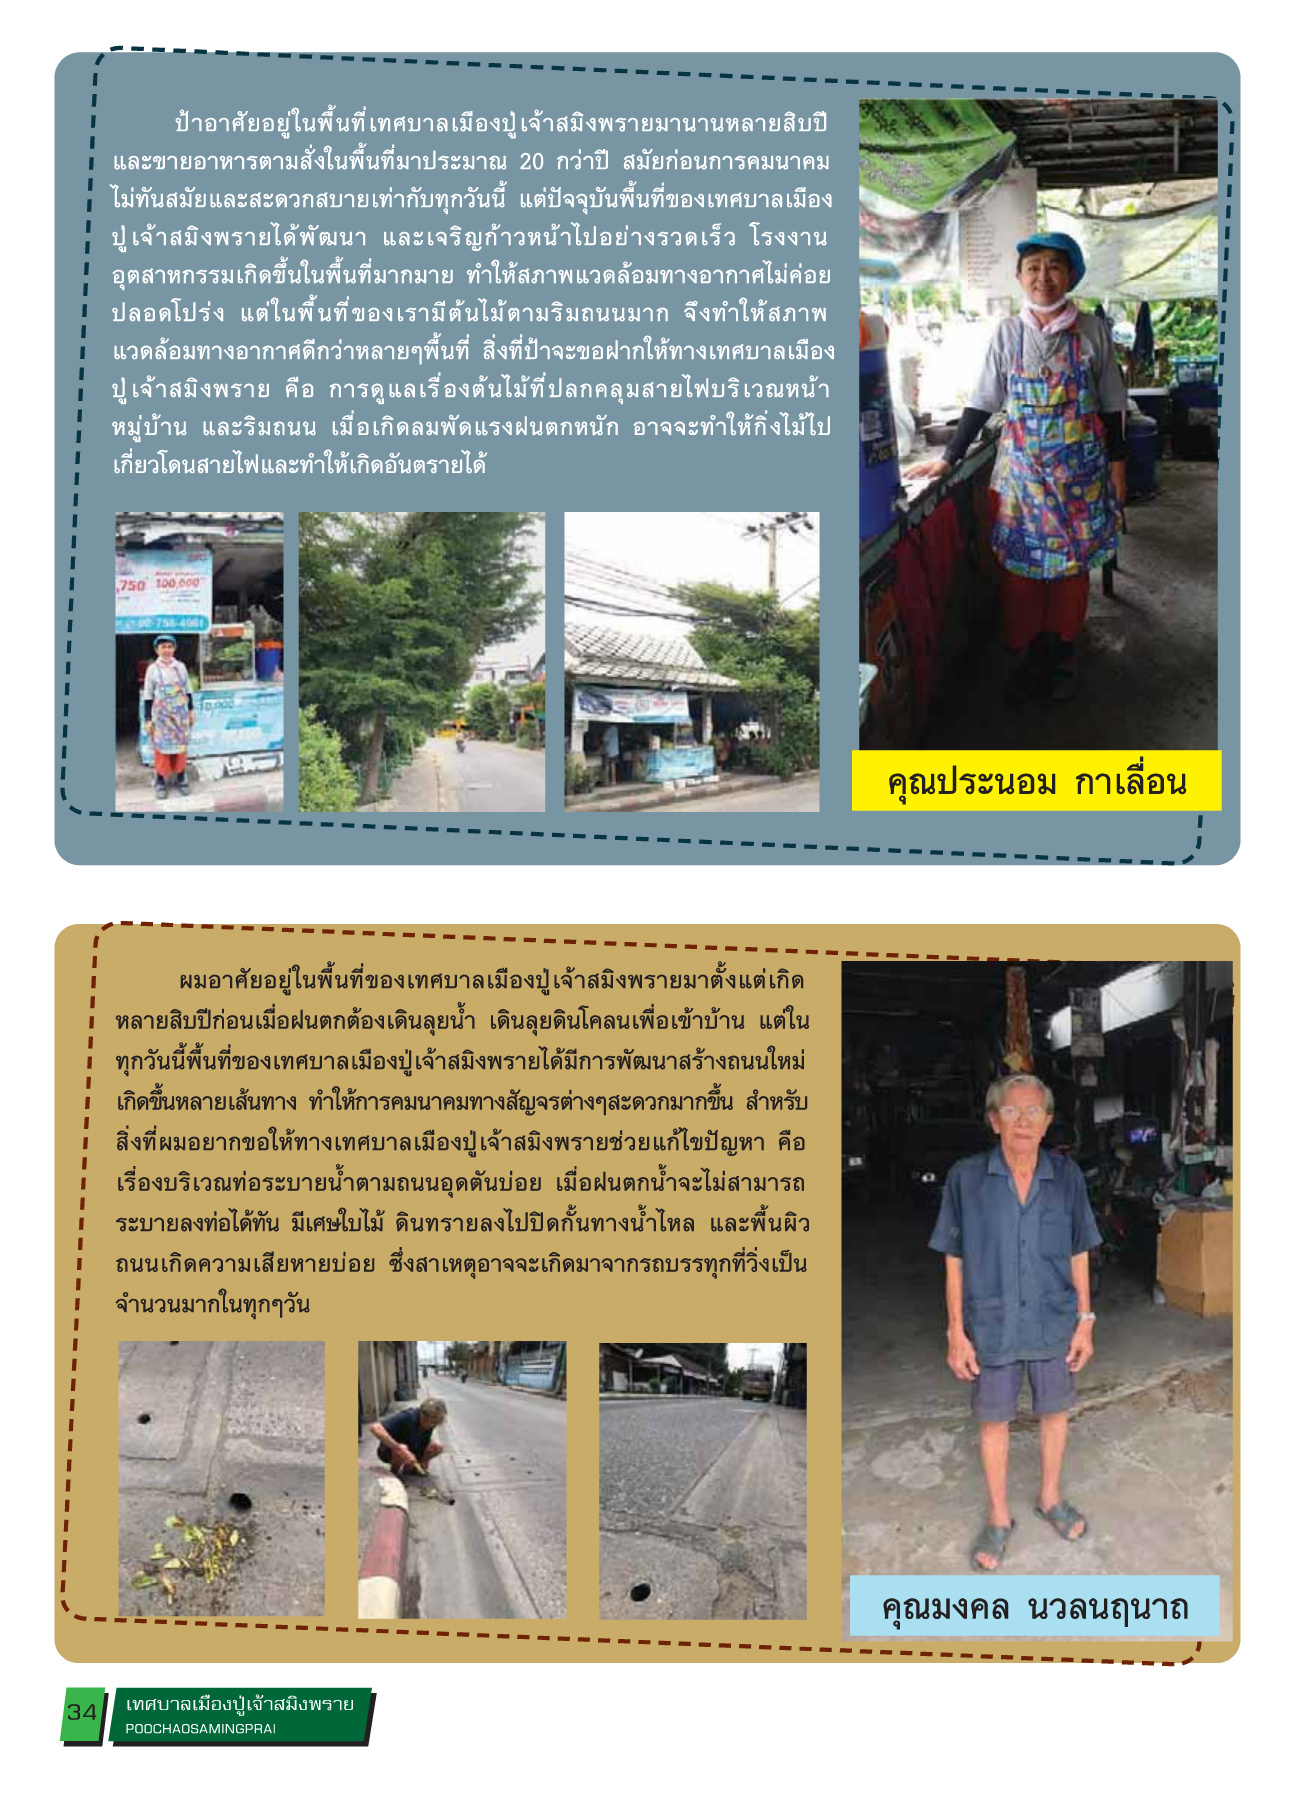 ป้าอาศัยอยู่ในพื้นที่เทศบาลเมืองปู่เจ้าสมิงพรายมานานหลายสิบปี
และขายอาหารตามสั่งในพื้นที่มาประมาณ 20 กว่าปี สมัยก่อนการคมนาคม
ไม่ทันสมัยและสะดวกสบายเท่ากับทุกวันนี้ แต่ปัจจุบันพื้นที่ของเทศบาลเมือง
ปู่เจ้าสมิงพรายได้พัฒนา และเจริญก้าวหน้าไปอย่างรวดเร็ว โรงงาน
อุตสาหกรรมเกิดขึ้นในพื้นที่มากมาย ทำให้สภาพแวดล้อมทางอากาศไม่ค่อย
ปลอดโปร่ง แต่ในพื้นที่ของเรามีต้นไม้ตามริมถนนมาก จึงทำให้สภาพ
แวดล้อมทางอากาศดีกว่าหลายๆพื้นที่ สิ่งที่ป้าจะขอฝากให้ทางเทศบาลเมือง
ปู่เจ้าสมิงพราย คือ การดูแลเรื่องต้นไม้ที่ปลกคลุมสายไฟบริเวณหน้า
หมู่บ้าน และริมถนน เมื่อเกิดลมพัดแรงฝนตกหนัก อาจจะทำให้กิ่งไม้ไป
เกี่ยวโดนสายไฟและทำให้เกิดอันตรายได้
,750 100,000
02-756-4061
10,000
คุณประนอม กาเลื่อน
ผมอาศัยอยู่ในพื้นที่ของเทศบาลเมืองปู่เจ้าสมิงพรายมาตั้งแต่เกิด
หลายสิบปีก่อนเมื่อฝนตกต้องเดินลุยน้ำ เดินลุยดินโคลนเพื่อเข้าบ้าน แต่ใน
ทุกวันนี้พื้นที่ของเทศบาลเมืองปู่เจ้าสมิงพรายได้มีการพัฒนาสร้างถนนใหม่
เกิดขึ้นหลายเส้นทาง ทำให้การคมนาคมทางสัญจรต่างๆสะดวกมากขึ้น สำหรับ
สิ่งที่ผมอยากขอให้ทางเทศบาลเมืองปู่เจ้าสมิงพรายช่วยแก้ไขปัญหา คือ
เรื่องบริเวณท่อระบายน้ำตามถนนอุดตันบ่อย เมื่อฝนตกน้ำจะไม่สามารถ
ระบายลงท่อได้ทัน มีเศษใบไม้ ดินทรายลงไปปิดกั้นทางน้ำไหล และพื้นผิว
ถนนเกิดความเสียหายบ่อย ซึ่งสาเหตุอาจจะเกิดมาจากรถบรรทุกที่วิ่งเป็น
จำนวนมากในทุกๆวัน
คุณมงคล นวลนฤนาถ
34
เทศบาลเมืองปู่เจ้าสมิงพราย
POOCHAOSAMINGPRAI